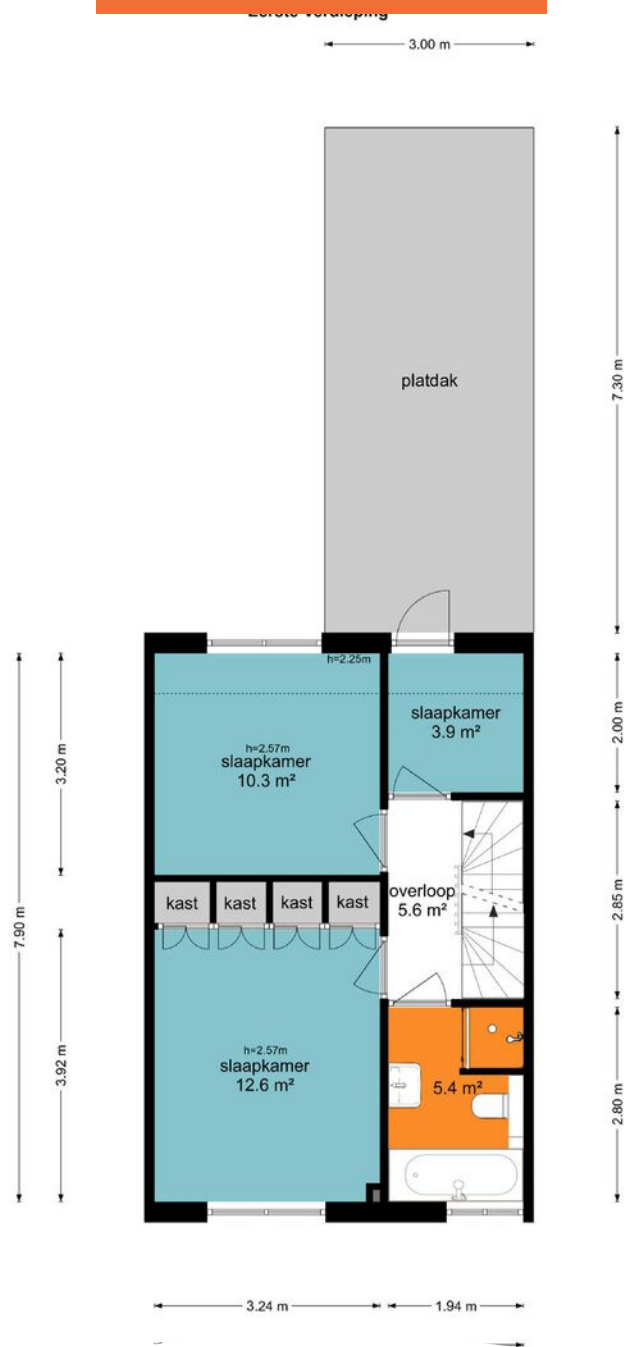 Eerste verdieping
3.00 m
7.30 m
platdak
h=2.25m
slaapkamer
3.9 m²
2.00 m
h=2.57m
slaapkamer
10.3 m²
3.20 m
kast
kast
kast
kast
overloop
5.6 m²
2.85 m
7.90 m
h=2.57m
slaapkamer
12.6 m²
3.92 m
5.4 m²
2.80 m
3.24 m
1.94 m